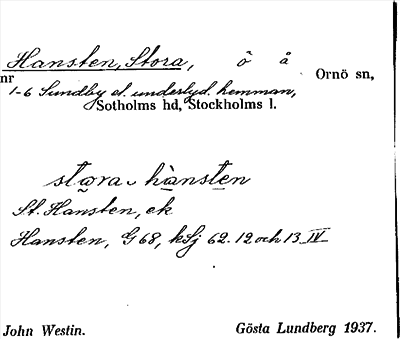 Hansten, Stora, ô å Ornö sn,
nr 1-6 Sundby el. underlyd. hemman,
Sotholms hd, Stockholms l.
stora hànsten
St. Hansten, ek
Hansten, G 68, kSj 62. 12 och 13 IV
John Westin. Gösta Lundberg 1937.